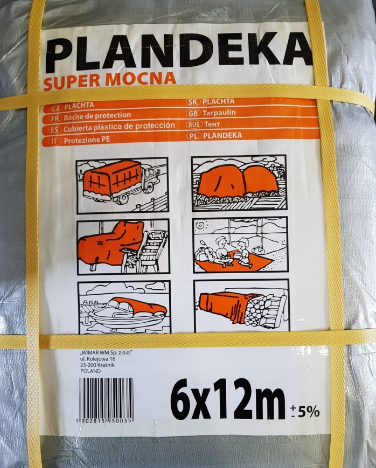 PLANDEKA
SUPER MOCNA
CZ PLACHTA
FR Bache de protection
ES Cubierta plástica de protección
IT Protezione PE
SK PLACHTA
GB Tarpaulin
RUS Тент
PL PLANDEKA
„WIMAR WM Sp. z o.o"
ul. Kolejowa 16
23-200 Kraśnik
POLAND
6x12m ± 5%
5902815950035